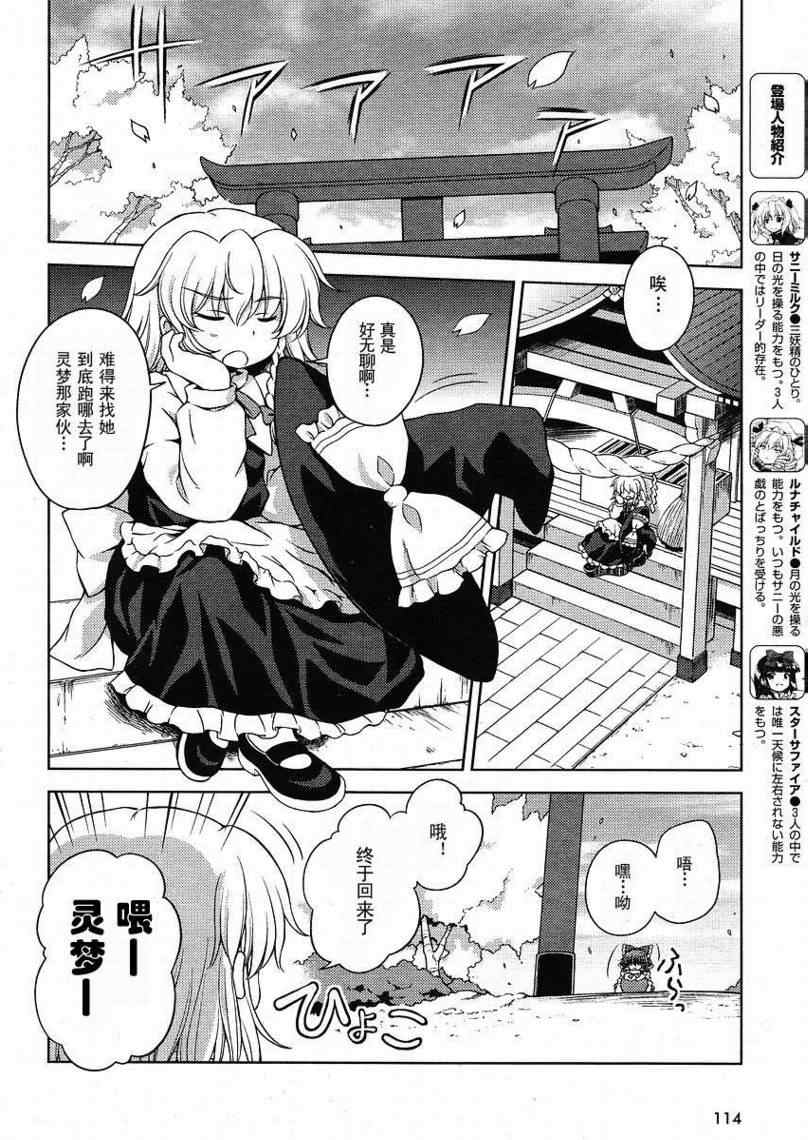 ザアアアア
唉…
真是
好无聊啊…
难得来找她
到底跑哪去了啊
灵梦那家伙…
唔…
嘿…呦
ふ〜っ
ひょこ
哦！
终于回来了
喂ー
灵梦ー
登場人物紹介
サニーミルク●三妖精のひとり。
日の光を操る能力をもつ。3人
の中ではリーダー的存在。
ルナチャイルド●月の光を操る
能力をもつ。いつもサニーの悪
戯のとばっちりを受ける。
スターサファイア●3人の中で
は唯一天候に左右されない能力
をもつ。
114